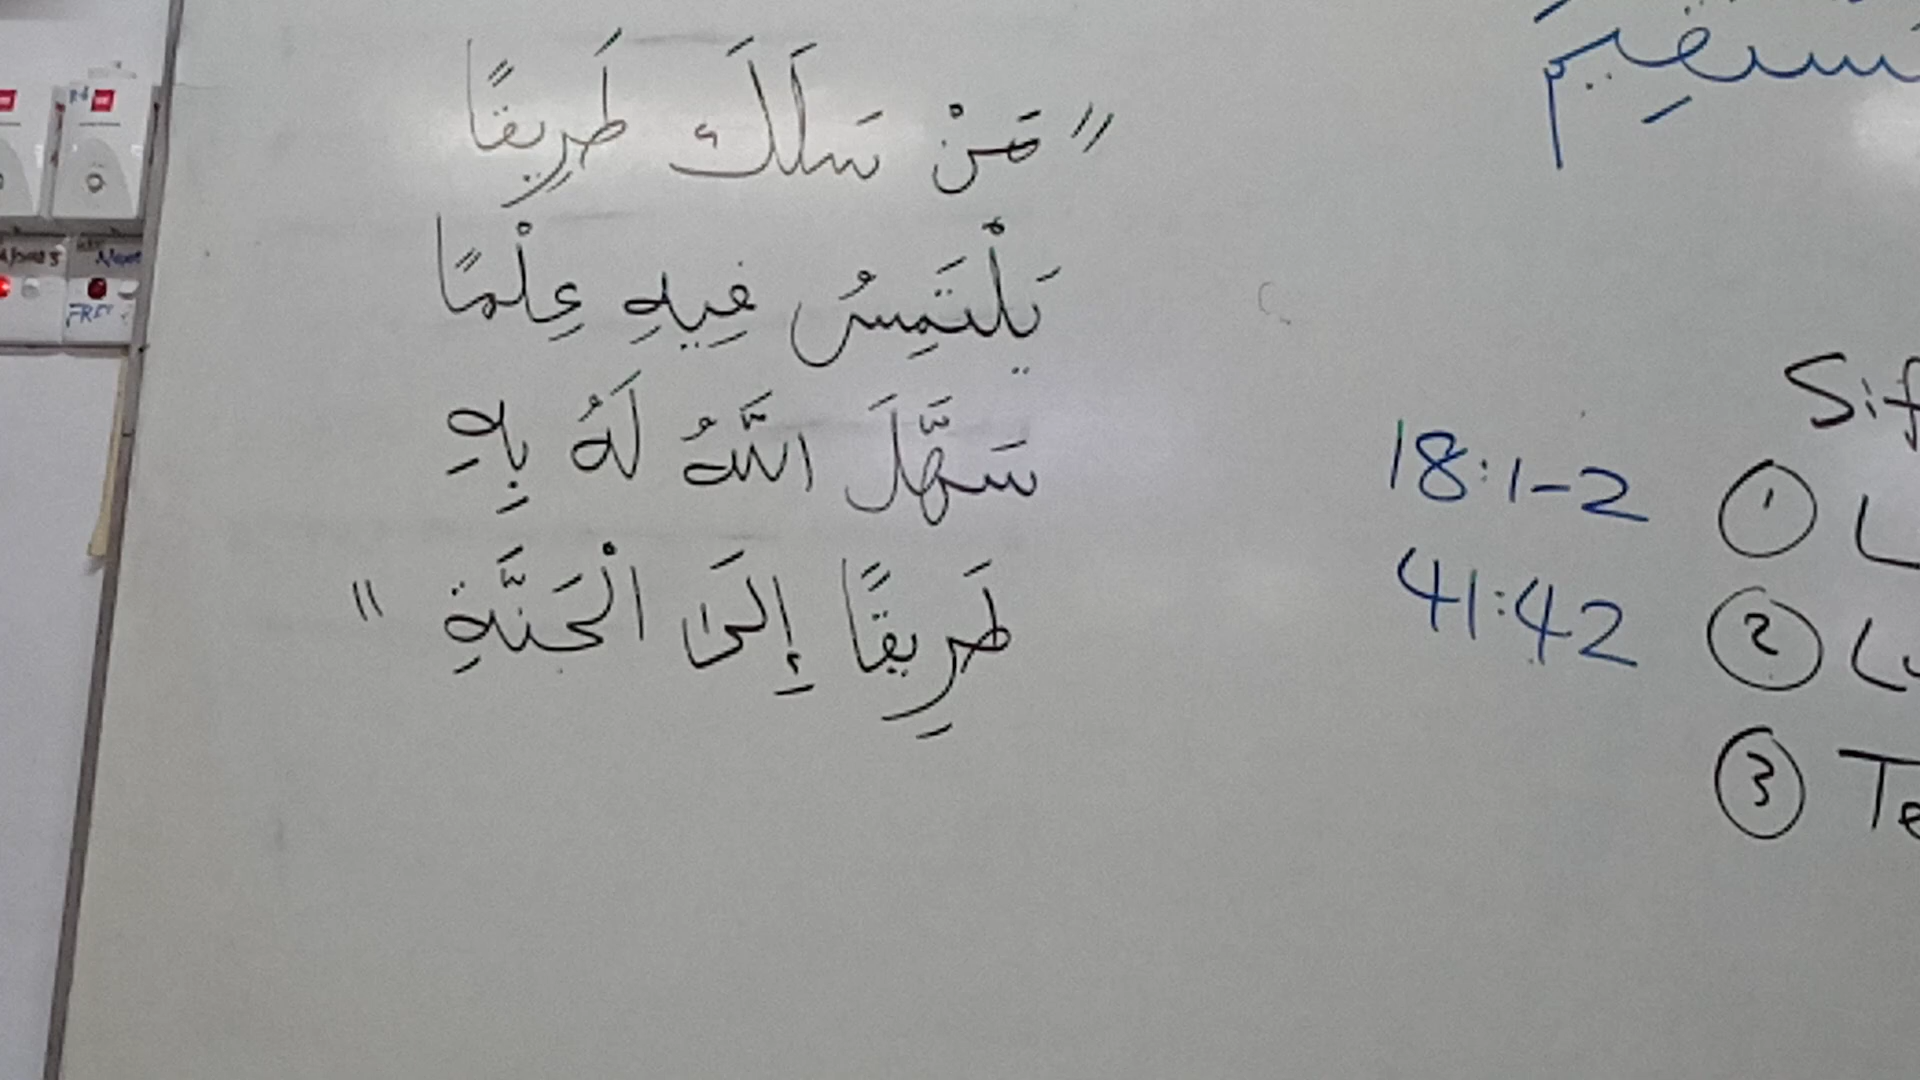 "مَنْ سَلَكَ طَرِيقًا
يَلْتَمِسُ فِيهِ عِلْمًا
سَهَّلَ اللَّهُ لَهُ بِهِ
طَرِيقًا إِلَى الْجَنَّةِ"
18:1-2
41:42
①
②
③